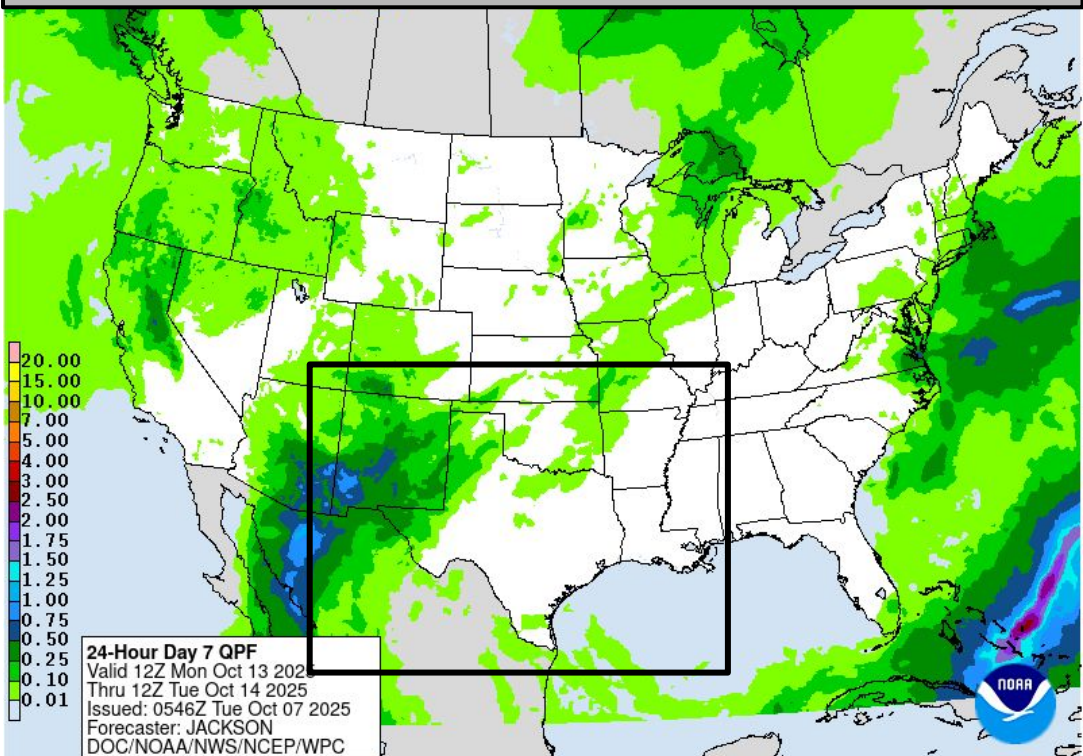 20.00
15.00
10.00
7.00
5.00
4.00
3.00
2.50
2.00
1.75
1.50
1.25
1.00
0.75
0.50
0.25
0.10
0.01
24-Hour Day 7 QPF
Valid 12Z Mon Oct 13 2025
Thru 12Z Tue Oct 14 2025
Issued: 0546Z Tue Oct 07 2025
Forecaster: JACKSON
DOC/NOAA/NWS/NCEP/WPC
NOAA